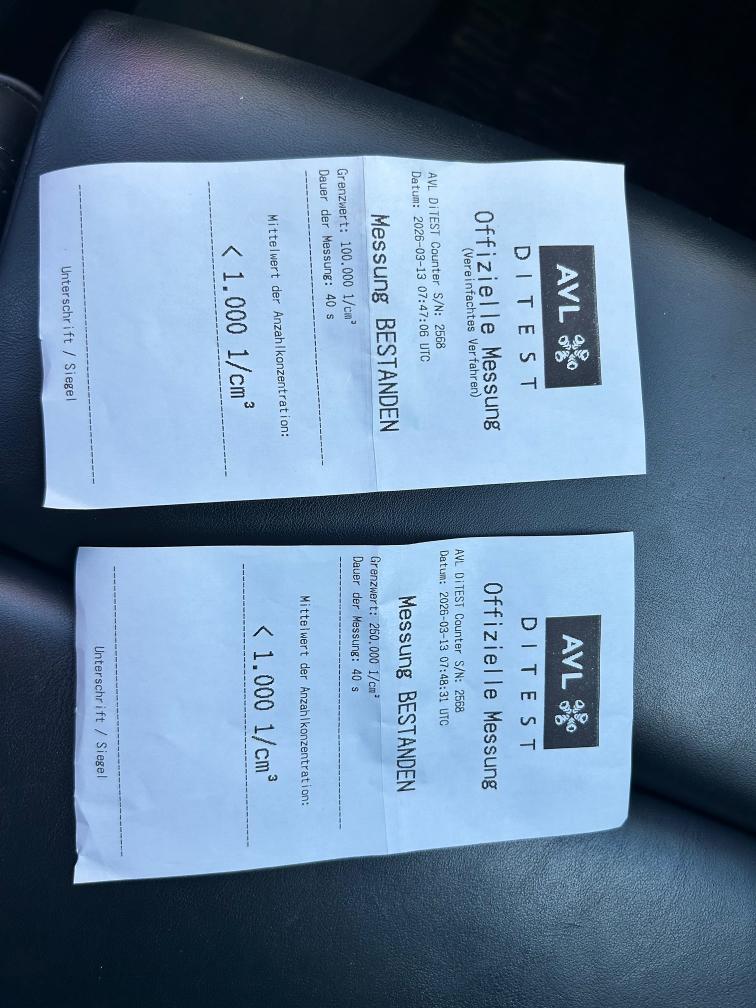 AVL
DITEST
Offizielle Messung
(Vereinfachtes Verfahren)
AVL DiTEST Counter S/N: 2568
Datum: 2026-03-13 07:47:06 UTC
Messung BESTANDEN
Grenzwert: 100.000 1/cm³
Dauer der Messung: 40 s
Mittelwert der Anzahlkonzentration:
< 1.000 1/cm³
Unterschrift / Siegel
AVL
DITEST
Offizielle Messung
AVL DiTEST Counter S/N: 2568
Datum: 2026-03-13 07:48:31 UTC
Messung BESTANDEN
Grenzwert: 250.000 1/cm³
Dauer der Messung: 40 s
Mittelwert der Anzahlkonzentration:
< 1.000 1/cm³
Unterschrift / Siegel